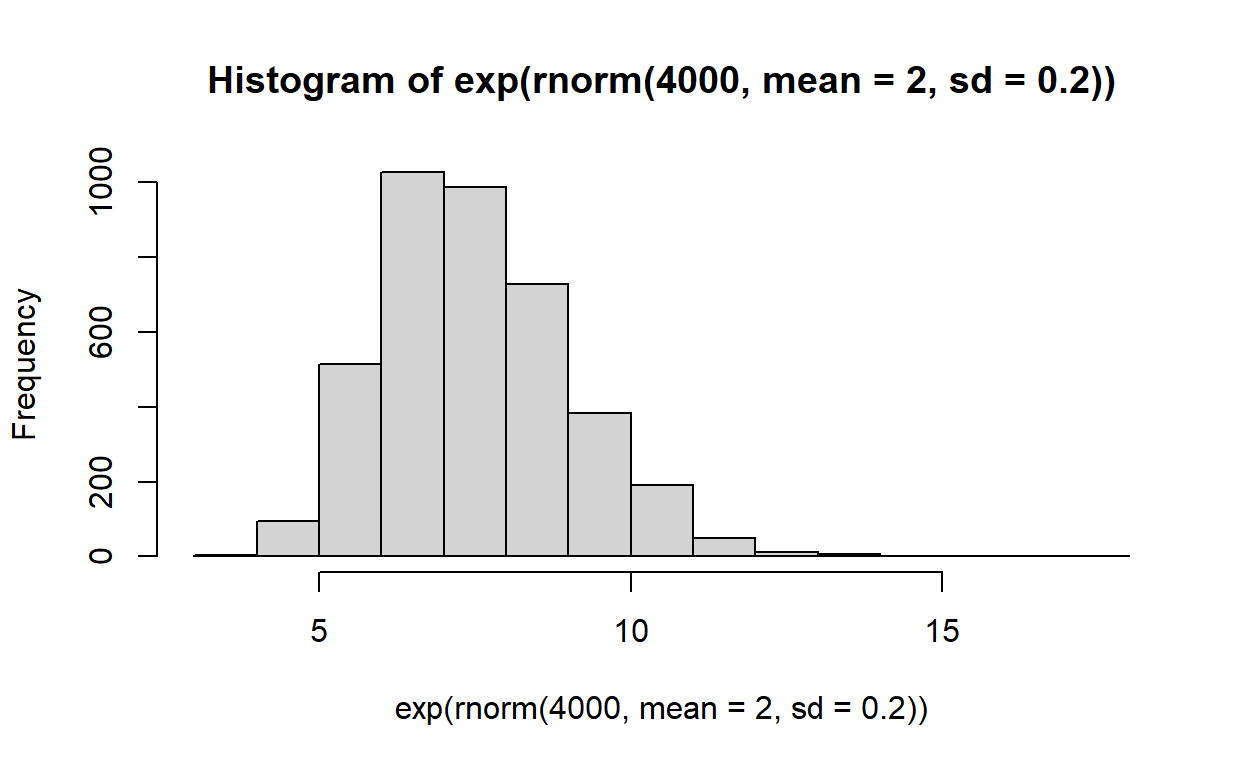 Histogram of exp(rnorm(4000, mean = 2, sd = 0.2))
Frequency
1000
600
200
0
5 10 15
exp(rnorm(4000, mean = 2, sd = 0.2))